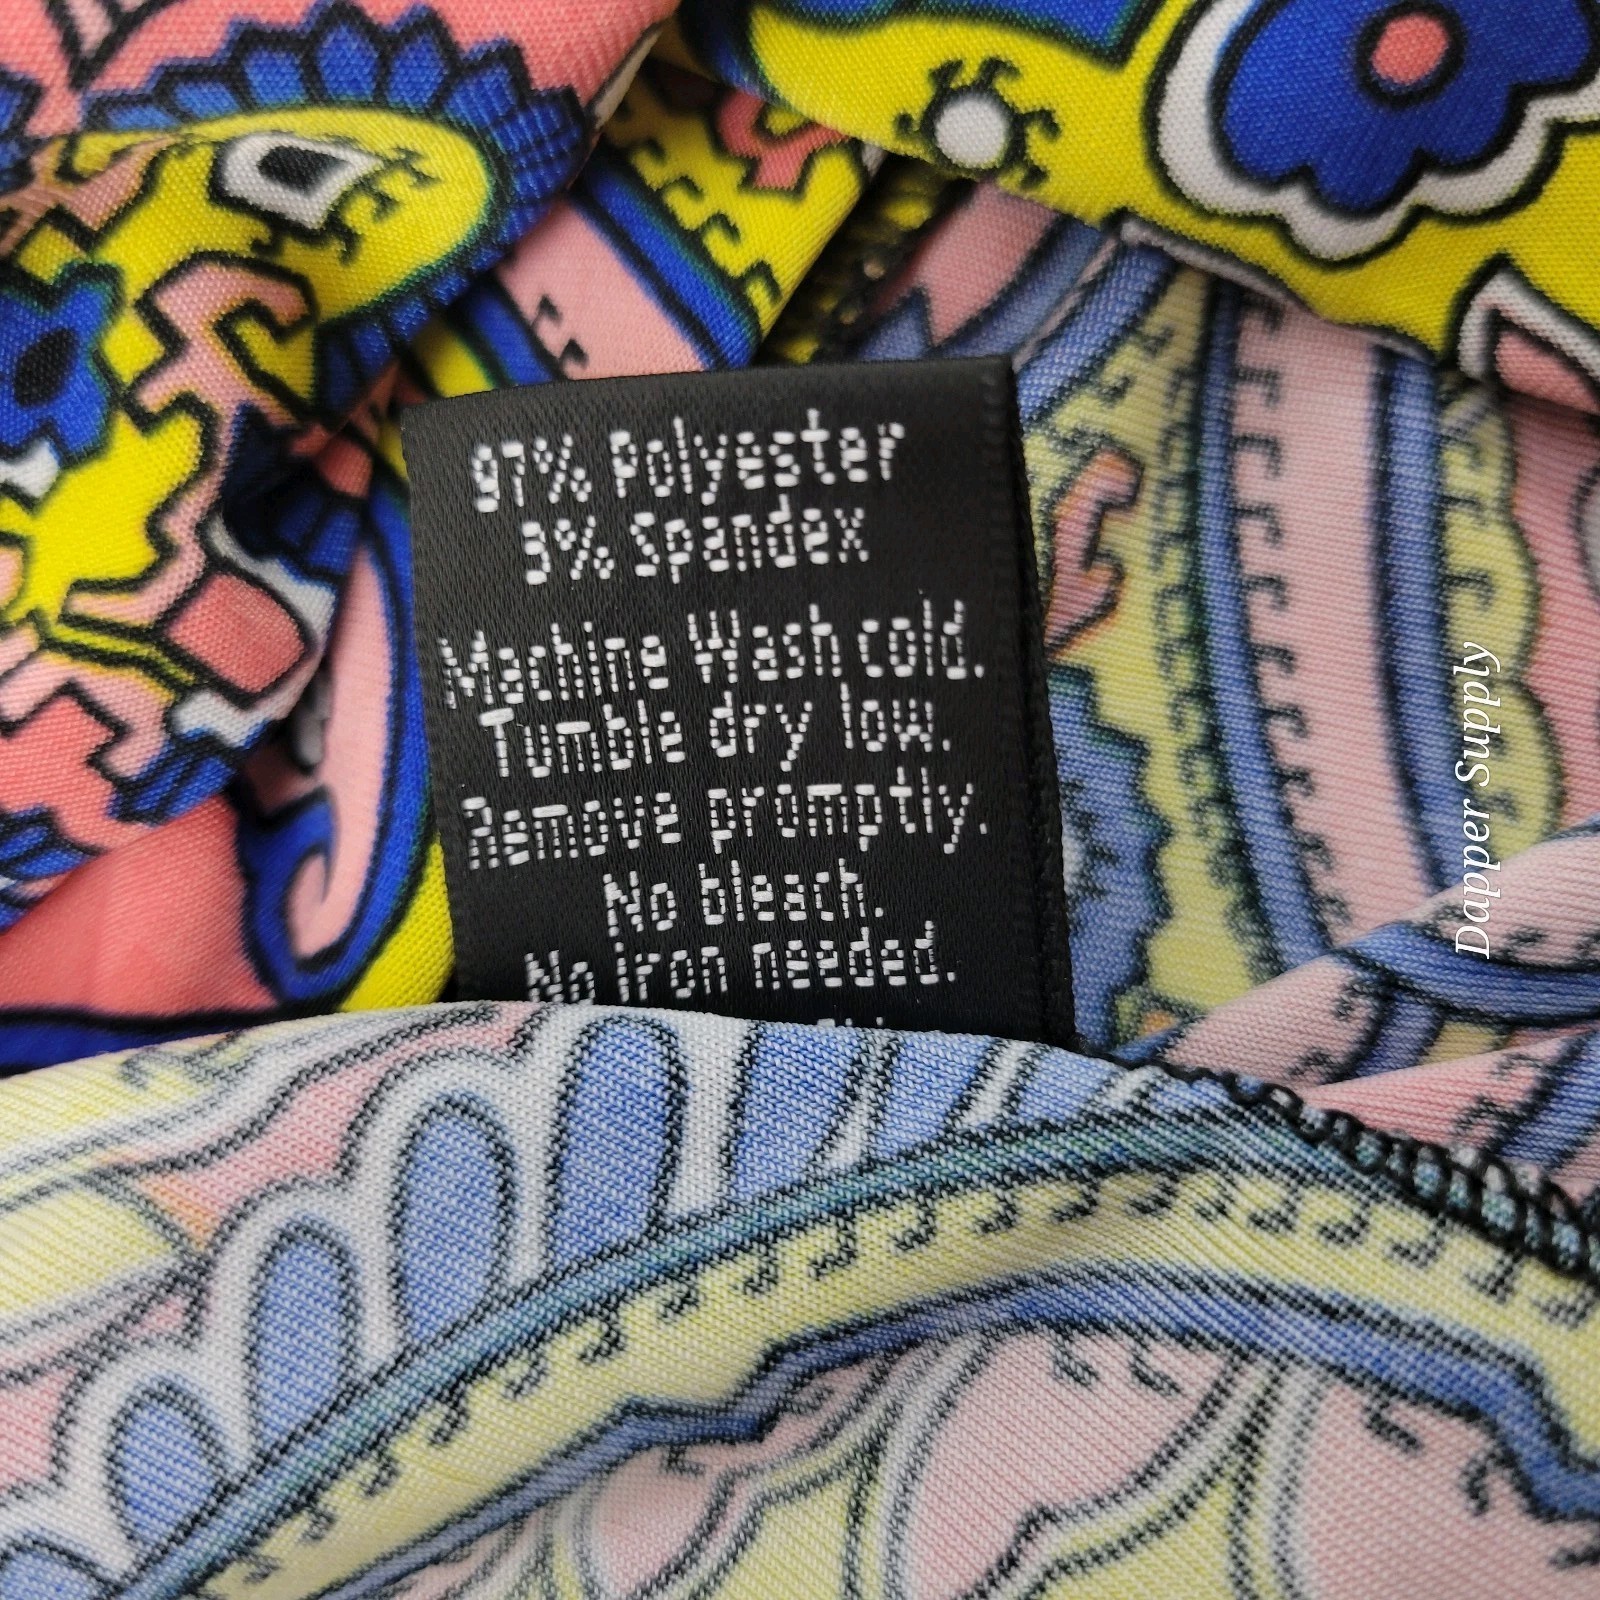 97% Polyester
3% Spandex
Machine Wash cold.
Tumble dry low.
Remove promptly.
No bleach.
No iron needed.
Dapper Supply